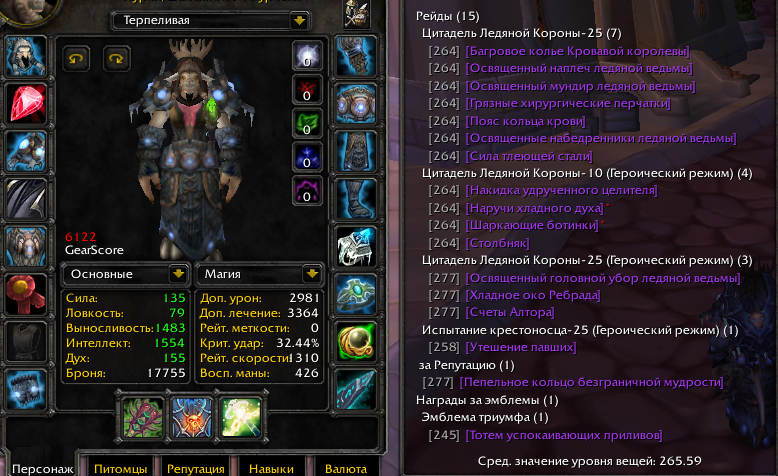 Терпеливая
0
0
0
0
0
6122
GearScore
Основные
Магия
Сила: 135
Ловкость: 79
Выносливость: 1483
Интеллект: 1554
Дух: 155
Броня: 17755
Доп. урон: 2981
Доп. лечение: 3364
Рейт. меткости: 0
Крит. удар: 32.44%
Рейт. скорости: 1310
Восп. маны: 426
Персонаж
Питомцы
Репутация
Навыки
Валюта
Рейды (15)
Цитадель Ледяной Короны-25 (7)
[264] [Багровое колье Кровавой королевы]
[264] [Освященный наплеч ледяной ведьмы]
[264] [Освященный мундир ледяной ведьмы]
[264] [Грязные хирургические перчатки]
[264] [Пояс кольца крови]
[264] [Освященные набедренники ледяной ведьмы]
[264] [Сила тлеющей стали]
Цитадель Ледяной Короны-10 (Героический режим) (4)
[264] [Накидка удрученного целителя]
[264] [Наручи хладного духа]
[264] [Шаркающие ботинки]
[264] [Столбняк]
Цитадель Ледяной Короны-25 (Героический режим) (3)
[277] [Освященный головной убор ледяной ведьмы]
[277] [Хладное око Ребрада]
[277] [Счеты Алтора]
Испытание крестоносца-25 (Героический режим) (1)
[258] [Утешение павших]
за Репутацию (1)
[277] [Пепельное кольцо безграничной мудрости]
Награды за эмблемы (1)
Эмблема триумфа (1)
[245] [Тотем успокаивающих приливов]
Сред. значение уровня вещей: 265.59